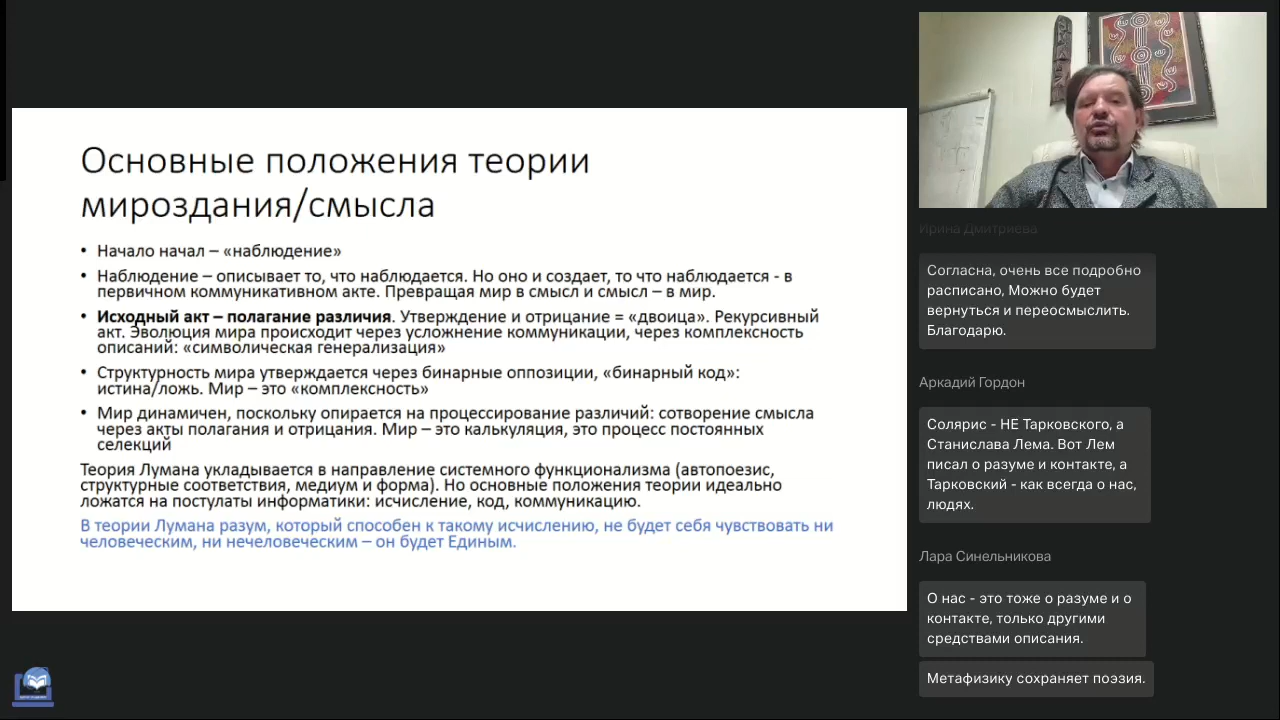 Основные положения теории
мироздания/смысла
• Начало начал – «наблюдение»
• Наблюдение – описывает то, что наблюдается. Но оно и создает, то что наблюдается - в
первичном коммуникативном акте. Превращая мир в смысл и смысл – в мир.
• Исходный акт – полагание различия. Утверждение и отрицание = «двоица». Рекурсивный
акт. Эволюция мира происходит через усложнение коммуникации, через комплексность
описаний: «символическая генерализация»
• Структурность мира утверждается через бинарные оппозиции, «бинарный код»:
истина/ложь. Мир – это «комплексность»
• Мир динамичен, поскольку опирается на процессирование различий: сотворение смысла
через акты полагания и отрицания. Мир – это калькуляция, это процесс постоянных
селекций
Теория Лумана укладывается в направление системного функционализма (автопоезис,
структурные соответствия, медиум и форма). Но основные положения теории идеально
ложатся на постулаты информатики: исчисление, код, коммуникацию.
В теории Лумана разум, который способен к такому исчислению, не будет себя чувствовать ни
человеческим, ни нечеловеческим – он будет Единым.
Ирина Дмитриева
Согласна, очень все подробно
расписано, Можно будет
вернуться и переосмыслить.
Благодарю.
Аркадий Гордон
Солярис - НЕ Тарковского, а
Станислава Лема. Вот Лем
писал о разуме и контакте, а
Тарковский - как всегда о нас,
людях.
Лара Синельникова
О нас - это тоже о разуме и о
контакте, только другими
средствами описания.
Метафизику сохраняет поэзия.